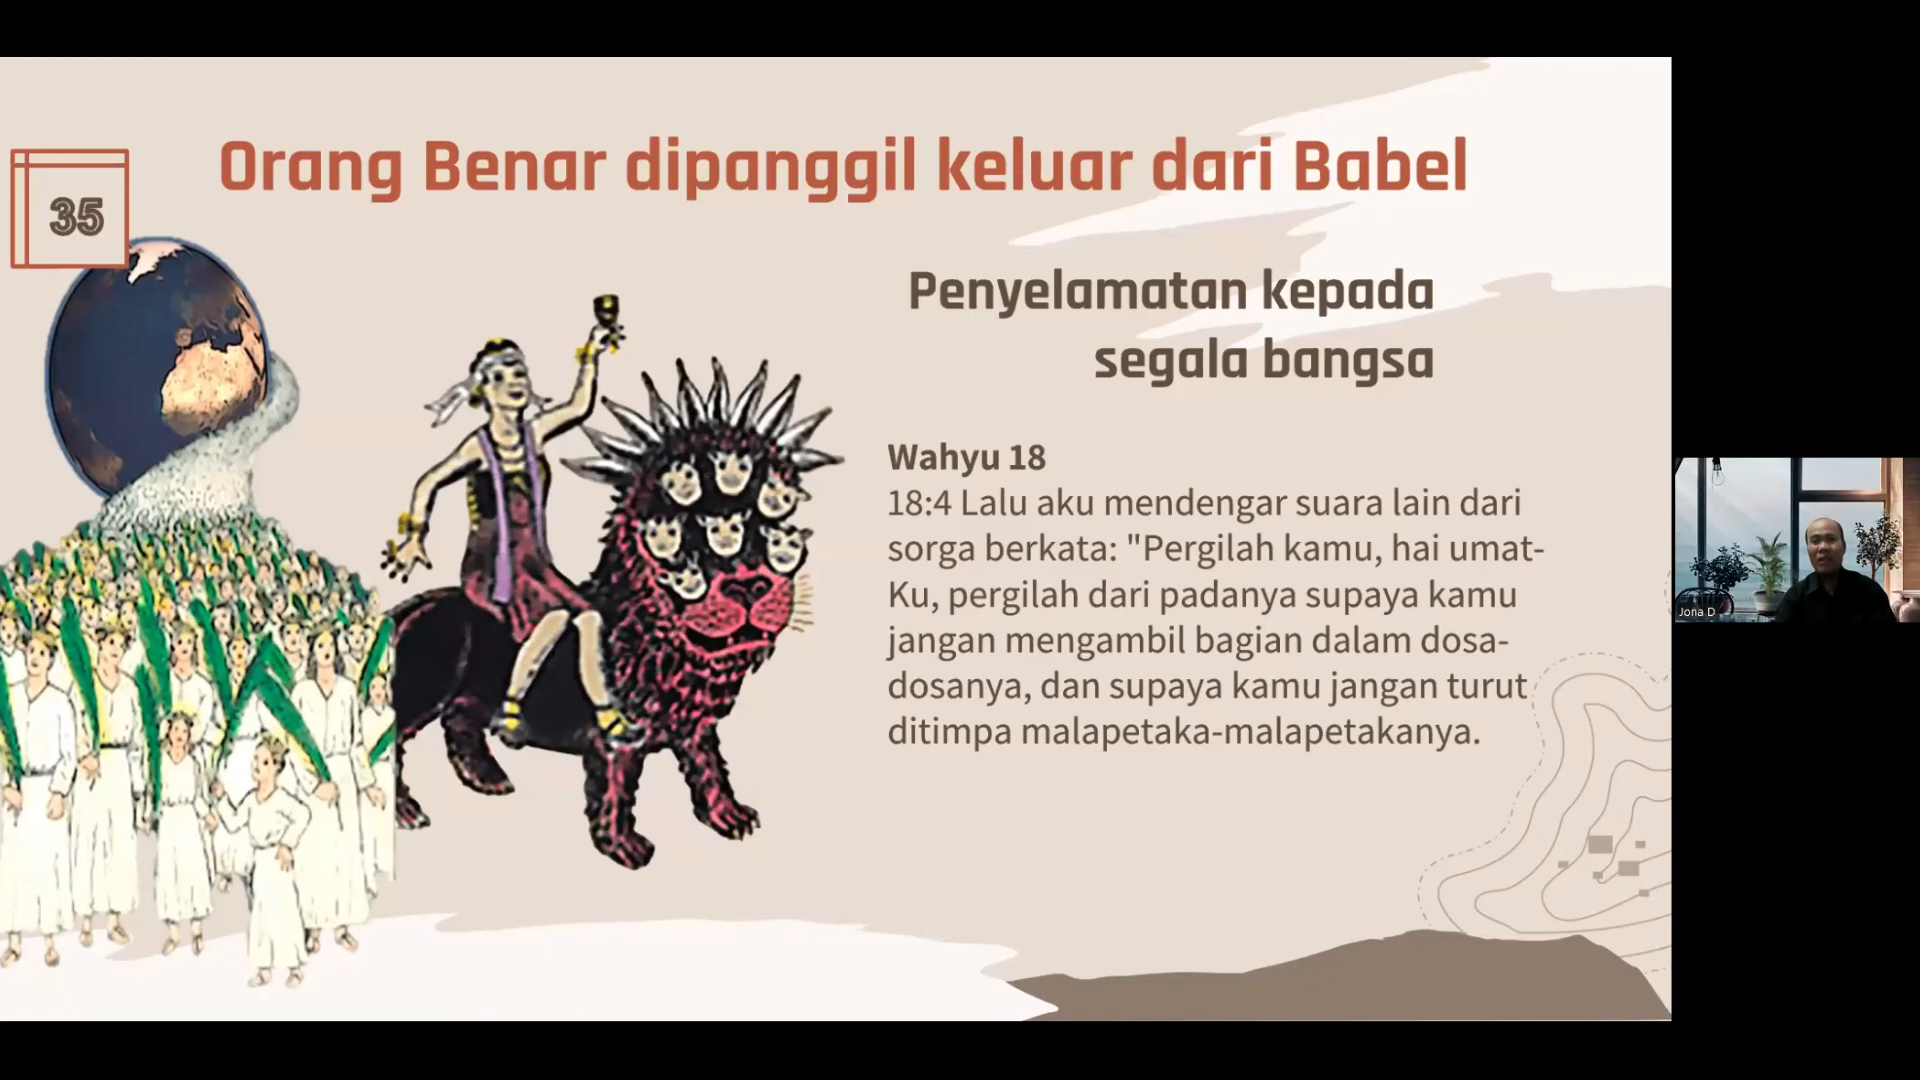 Orang Benar dipanggil keluar dari Babel
35
Penyelamatan kepada
segala bangsa
Wahyu 18
18:4 Lalu aku mendengar suara lain dari
sorga berkata: "Pergilah kamu, hai umat-
Ku, pergilah dari padanya supaya kamu
jangan mengambil bagian dalam dosa-
dosanya, dan supaya kamu jangan turut
ditimpa malapetaka-malapetakanya.
Jona D